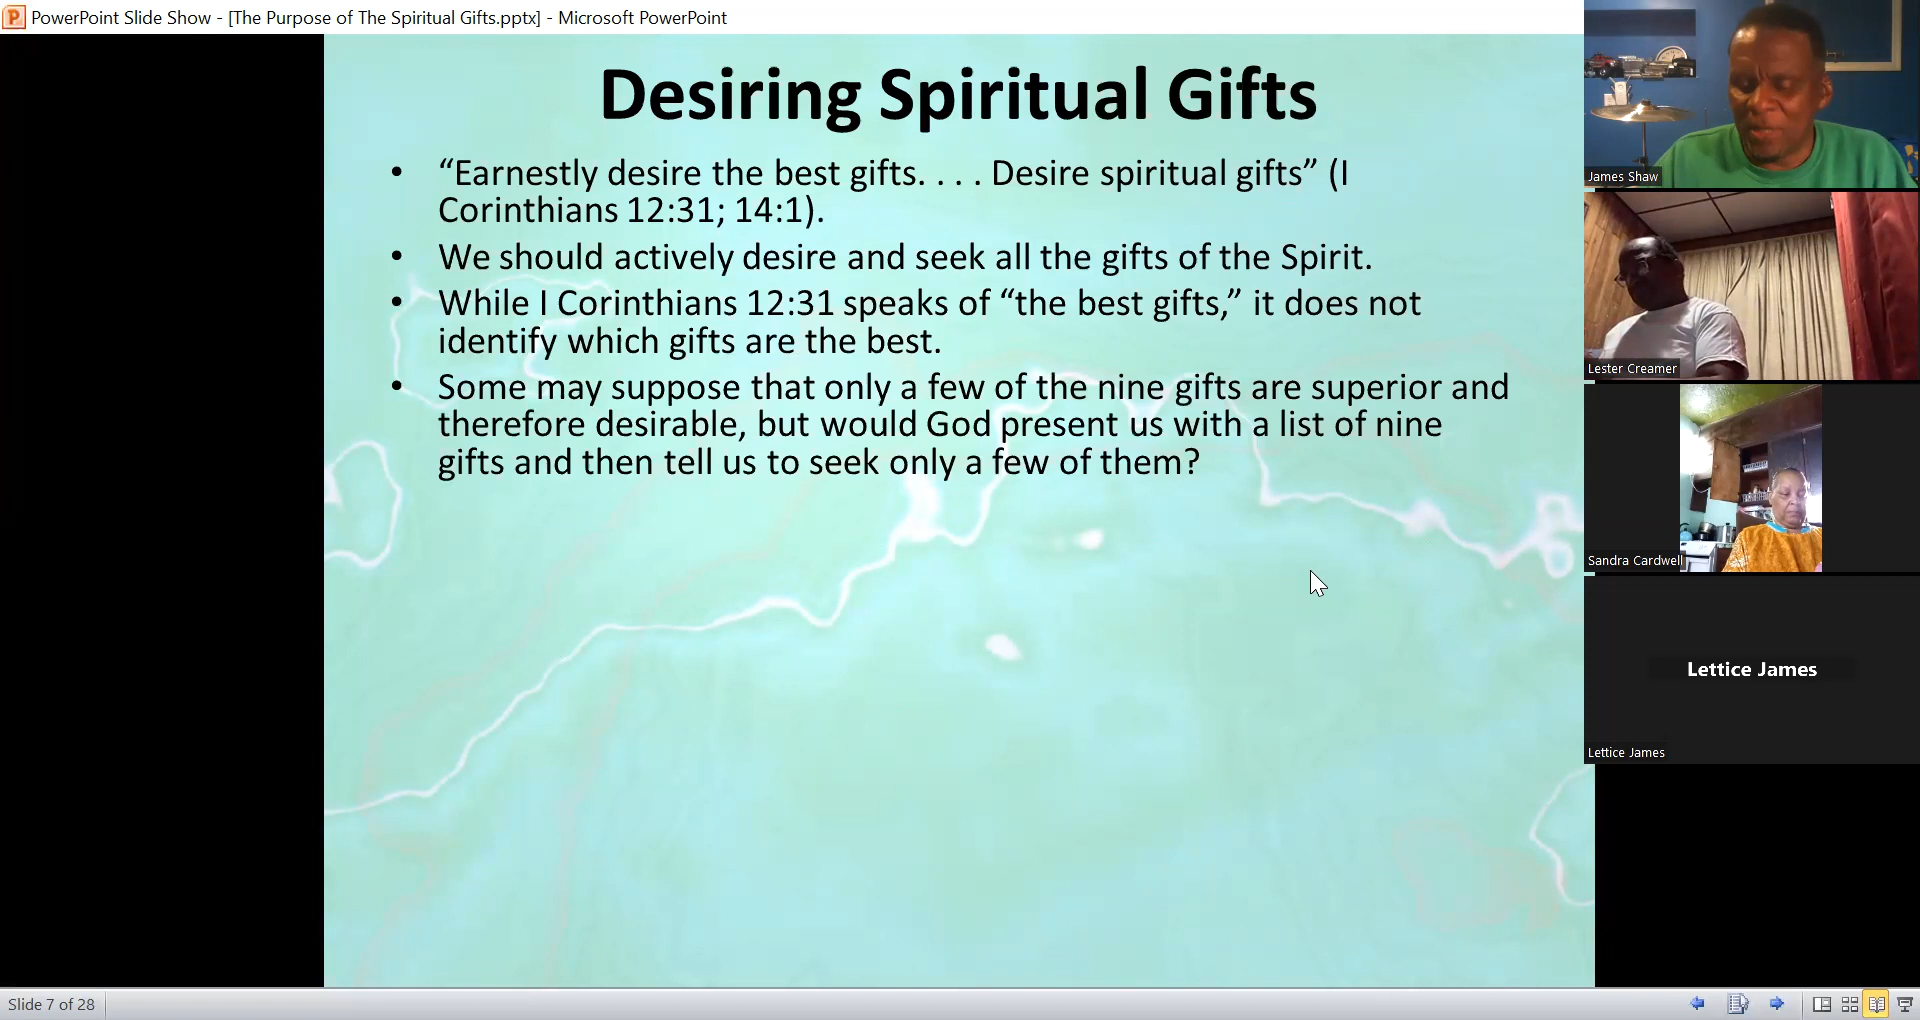 PowerPoint Slide Show - [The Purpose of The Spiritual Gifts.pptx] - Microsoft PowerPoint
Desiring Spiritual Gifts
• “Earnestly desire the best gifts. . . . Desire spiritual gifts” (I
Corinthians 12:31; 14:1).
• We should actively desire and seek all the gifts of the Spirit.
• While I Corinthians 12:31 speaks of “the best gifts,” it does not
identify which gifts are the best.
• Some may suppose that only a few of the nine gifts are superior and
therefore desirable, but would God present us with a list of nine
gifts and then tell us to seek only a few of them?
James Shaw
Lester Creamer
Sandra Cardwell
Lettice James
Lettice James
Slide 7 of 28